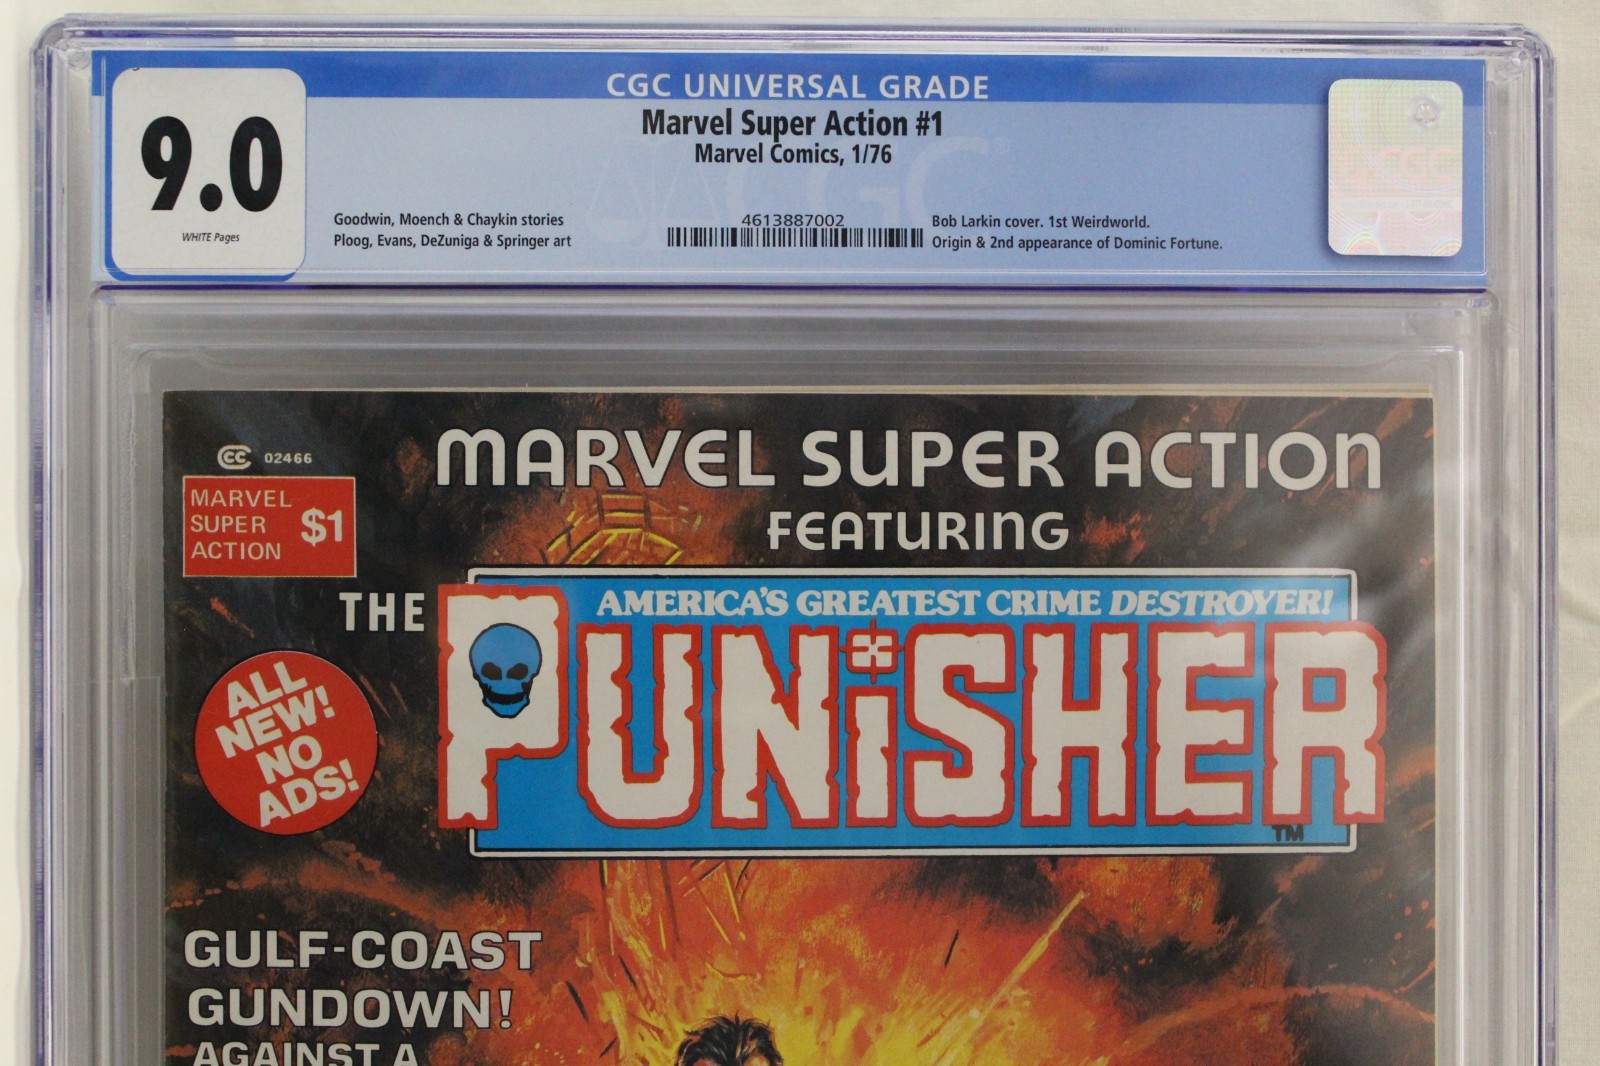 CGC UNIVERSAL GRADE
9.0
WHITE Pages
Marvel Super Action #1
Marvel Comics, 1/76
Goodwin, Moench & Chaykin stories
Ploog, Evans, DeZuniga & Springer art
4613887002
Bob Larkin cover. 1st Weirdworld.
Origin & 2nd appearance of Dominic Fortune.
CGC
CGC
CC 02466
MARVEL
SUPER
ACTION
$1
MARVEL SUPER ACTION
FEATURING
THE
AMERICA'S GREATEST CRIME DESTROYER!
PUNiSHER
TM
ALL
NEW!
NO
ADS!
GULF-COAST
GUNDOWN!
AGAINST A